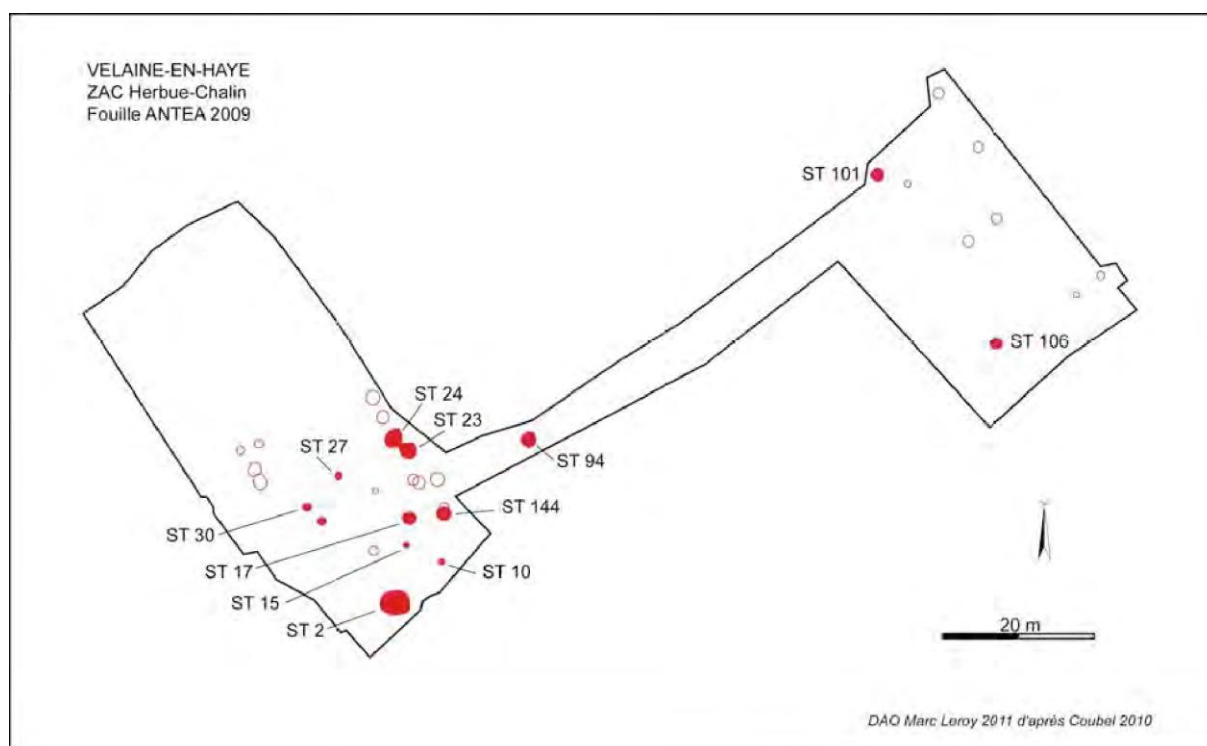 VELAINE-EN-HAYE
ZAC Herbue-Chalin
Fouille ANTEA 2009
ST 101
ST 106
ST 24
ST 23
ST 27
ST 94
ST 30
ST 144
ST 17
ST 15
ST 10
ST 2
20 m
DAO Marc Leroy 2011 d'après Coubel 2010